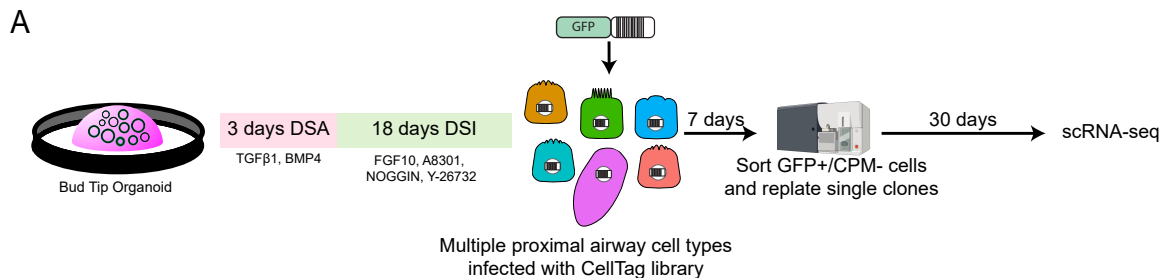 A
GFP
3 days DSA
18 days DSI
7 days
30 days
scRNA-seq
TGFβ1, BMP4
FGF10, A8301,
NOGGIN, Y-26732
Bud Tip Organoid
Sort GFP+/CPM- cells
and replate single clones
Multiple proximal airway cell types
infected with CellTag library